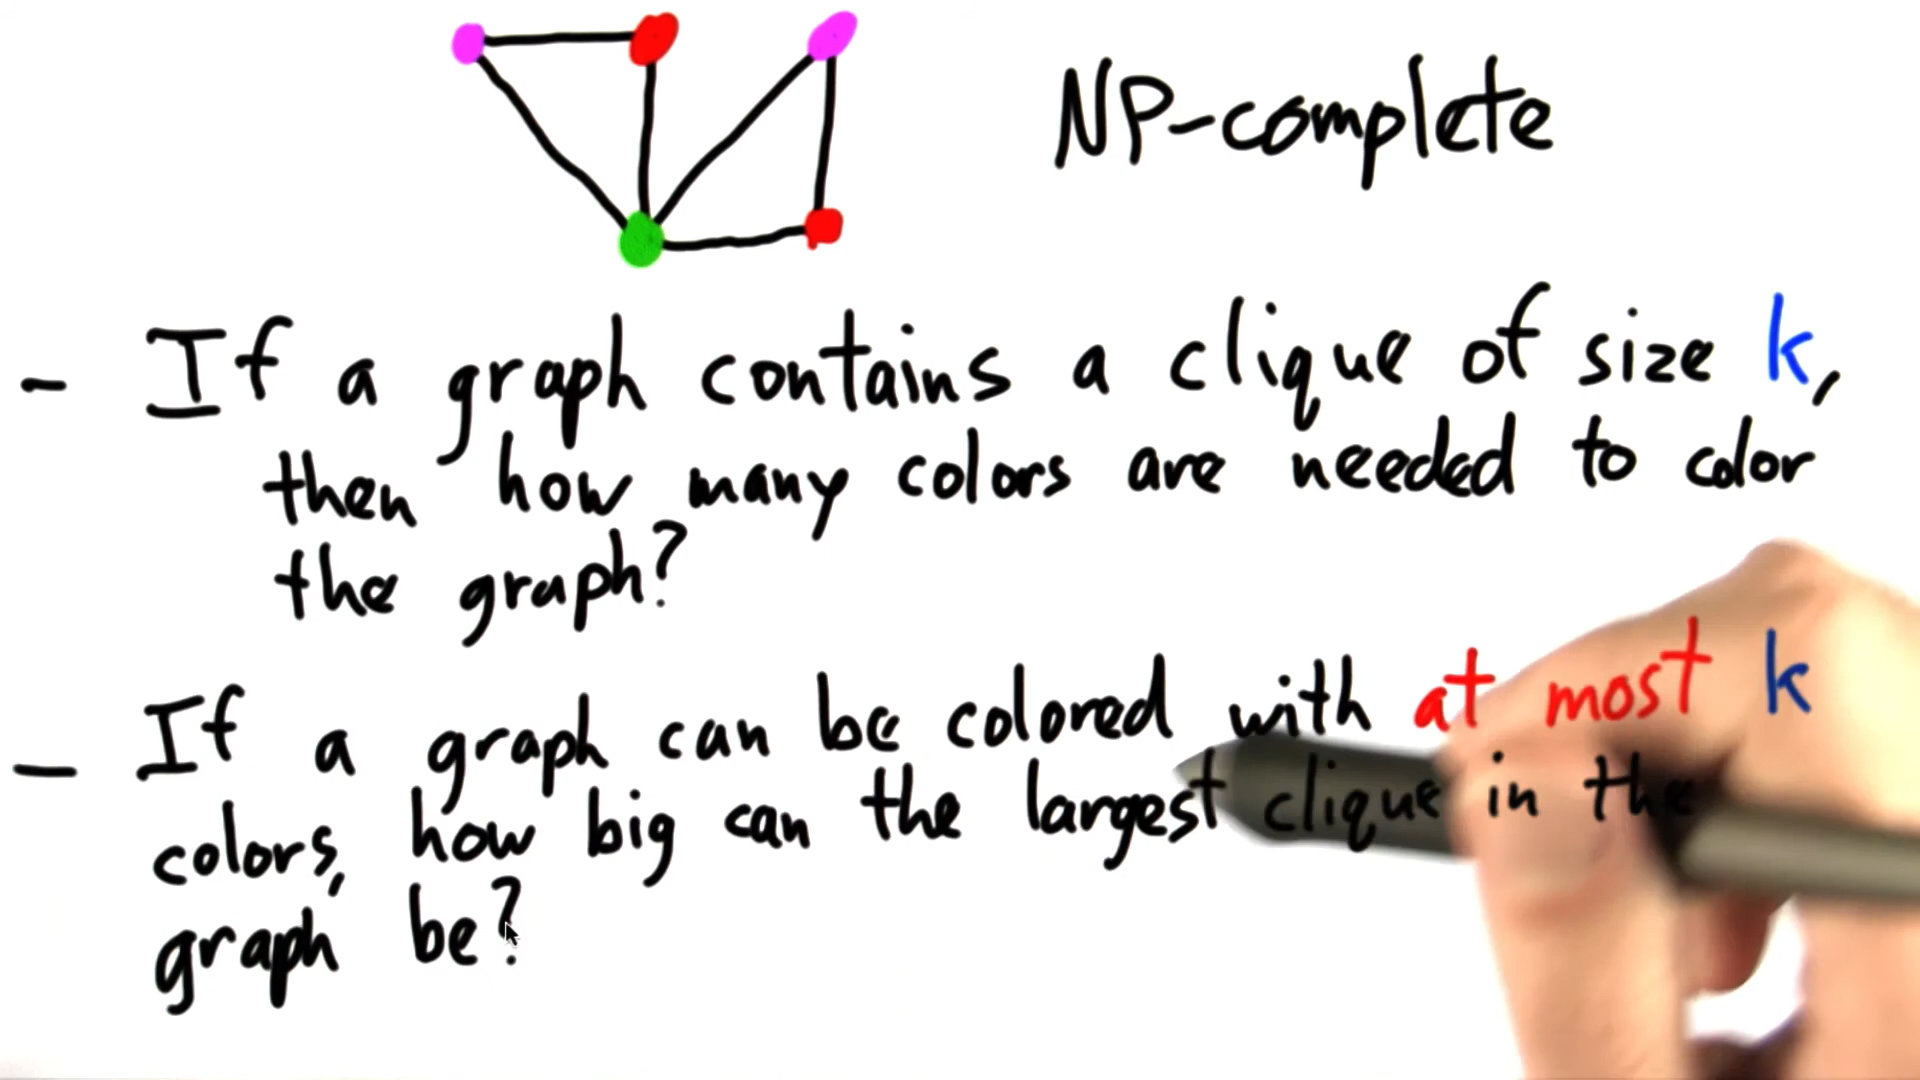 NP-complete
- If a graph contains a clique of size k,
then how many colors are needed to color
the graph?
- If a graph can be colored with at most k
colors, how big can the largest clique in the
graph be?